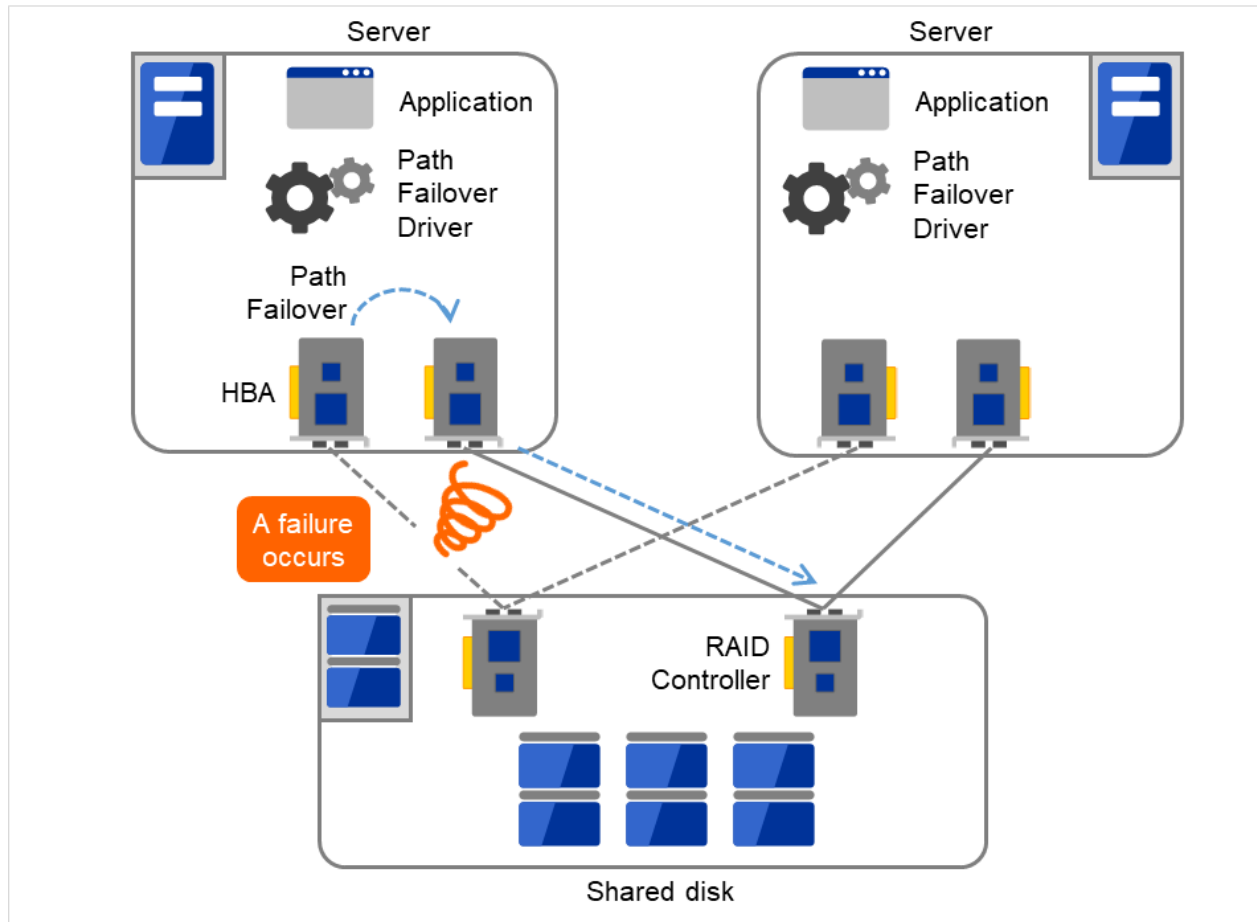 Server
Server
Application
Path
Failover
Driver
Application
Path
Failover
Driver
Path
Failover
HBA
A failure
occurs
RAID
Controller
Shared disk